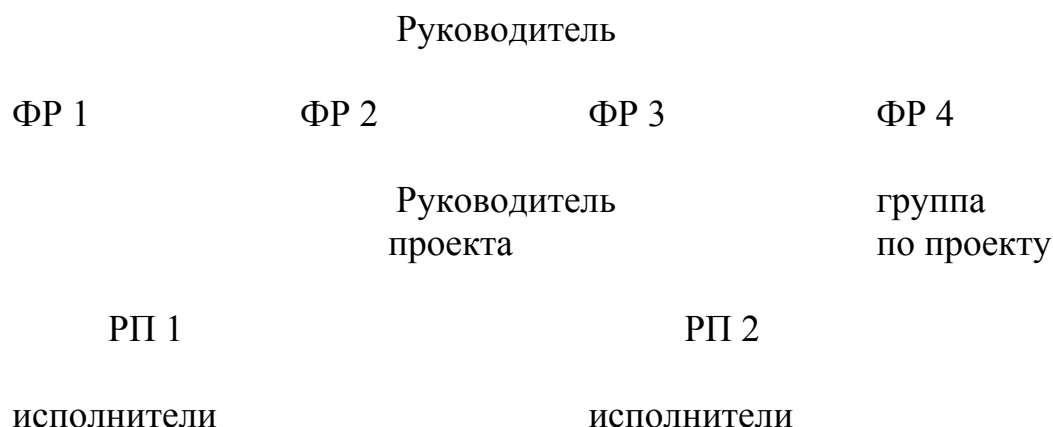 Руководитель
ФР 1 ФР 2 ФР 3 ФР 4
Руководитель группа
проекта по проекту
РП 1 РП 2
исполнители исполнители